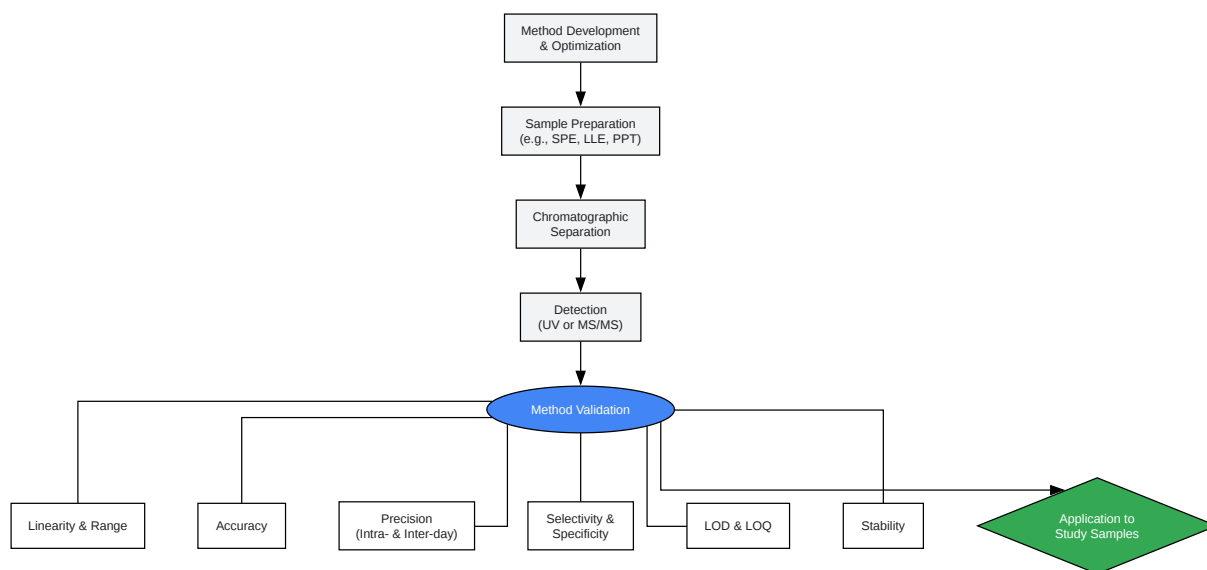 Method Development
& Optimization
Sample Preparation
(e.g., SPE, LLE, PPT)
Chromatographic
Separation
Detection
(UV or MS/MS)
Method Validation
Linearity & Range
Accuracy
Precision
(Intra- & Inter-day)
Selectivity &
Specificity
LOD & LOQ
Stability
Application to
Study Samples